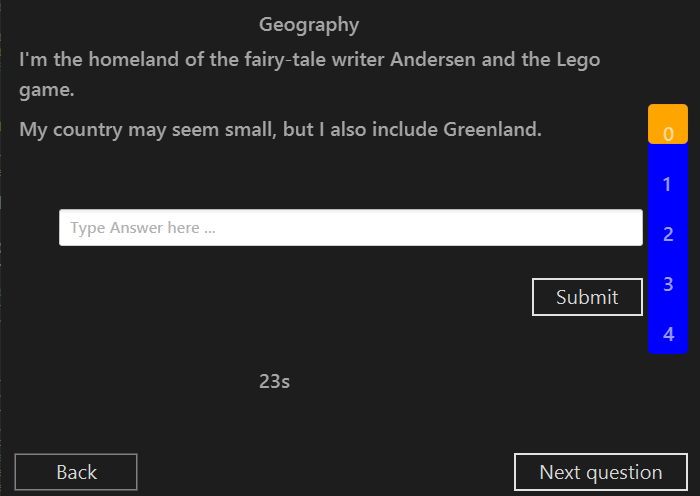 Geography
I'm the homeland of the fairy-tale writer Andersen and the Lego
game.
My country may seem small, but I also include Greenland.
0
1
Type Answer here ...
2
3
Submit
4
23s
Back
Next question